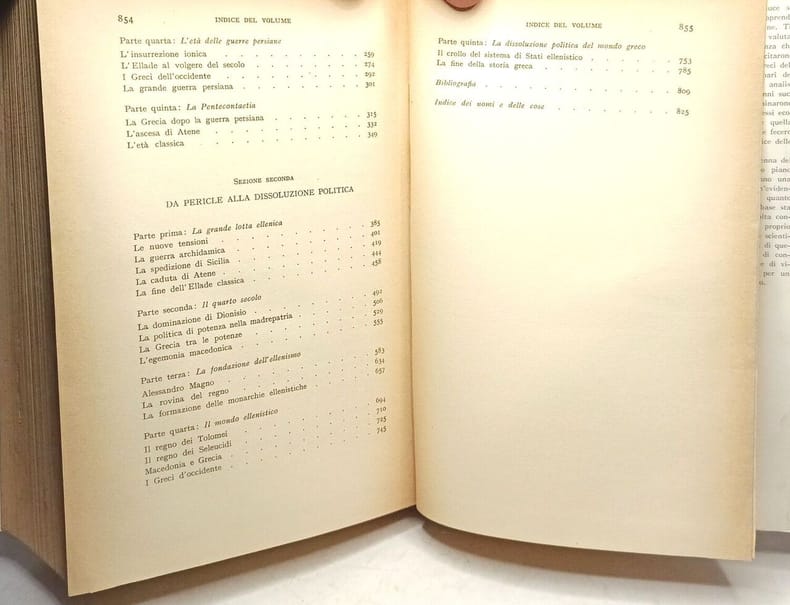 854
INDICE DEL VOLUME
Parte quarta: L'età delle guerre persiane
L'insurrezione ionica . . . . . . . . . 259
L'Ellade al volgere del secolo . . . . . . . . 274
I Greci dell'occidente . . . . . . . . . 292
La grande guerra persiana . . . . . . . . 301
Parte quinta: La Pentecontaetia
La Grecia dopo la guerra persiana . . . . . . . 315
L'ascesa di Atene . . . . . . . . . 332
L'età classica . . . . . . . . . . 349
SEZIONE SECONDA
DA PERICLE ALLA DISSOLUZIONE POLITICA
Parte prima: La grande lotta ellenica
Le nuove tensioni . . . . . . . . . 385
La guerra archidamica . . . . . . . . 401
La spedizione di Sicilia . . . . . . . . 419
La caduta di Atene . . . . . . . . . 444
La fine dell'Ellade classica . . . . . . . . 458
Parte seconda: Il quarto secolo
La dominazione di Dionisio . . . . . . . . 492
La politica di potenza nella madrepatria . . . . . . 506
La Grecia tra le potenze . . . . . . . . 529
L'egemonia macedonica . . . . . . . . 555
Parte terza: La fondazione dell'ellenismo
Alessandro Magno . . . . . . . . . 583
La rovina del regno . . . . . . . . . 634
La formazione delle monarchie ellenistiche . . . . . 657
Parte quarta: Il mondo ellenistico
Il regno dei Tolomei . . . . . . . . . 694
Il regno dei Seleucidi . . . . . . . . 710
Macedonia e Grecia . . . . . . . . . 725
I Greci d'occidente . . . . . . . . . 745
INDICE DEL VOLUME
855
Parte quinta: La dissoluzione politica del mondo greco
Il crollo del sistema di Stati ellenistico . . . . . . 753
La fine della storia greca . . . . . . . . 785
Bibliografia . . . . . . . . . . 809
Indice dei nomi e delle cose . . . . . . . . 825